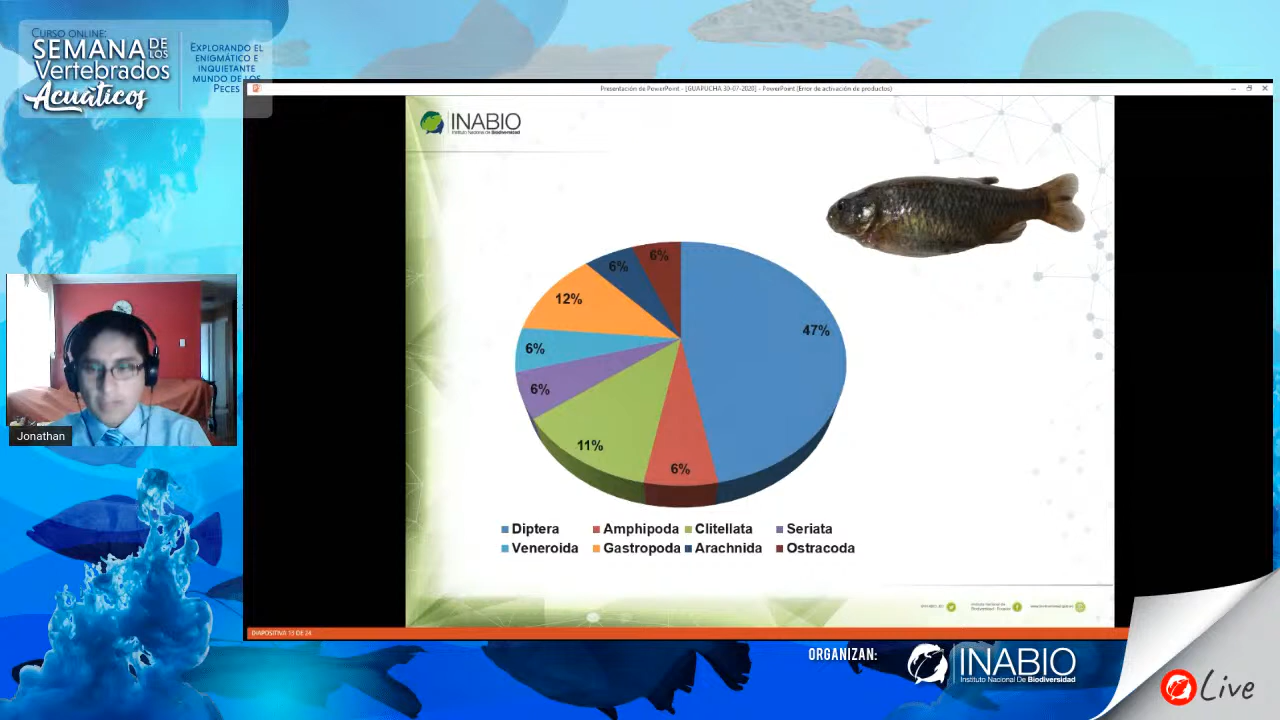 CURSO ONLINE:
SEMANA DE LOS
Vertebrados
Acuáticos
EXPLORANDO EL
ENIGMÁTICO E
INQUIETANTE
MUNDO DE LOS
PECES
Presentación de PowerPoint - [GUAPUCHA 30-07-2020] - PowerPoint (Error de activación de productos)
INABIO
Instituto Nacional de Biodiversidad
6%
6%
12%
47%
6%
6%
11%
6%
Diptera Amphipoda Clitellata Seriata
Veneroida Gastropoda Arachnida Ostracoda
Jonathan
DIAPOSITIVA 13 DE 24
ORGANIZAN:
INABIO
Instituto Nacional De Biodiversidad
Live